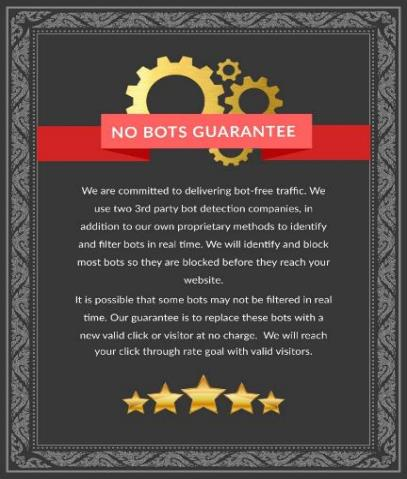 NO BOTS GUARANTEE
We are committed to delivering bot-free traffic. We
use two 3rd party bot detection companies, in
addition to our own proprietary methods to identify
and filter bots in real time. We will identify and block
most bots so they are blocked before they reach your
website.
It is possible that some bots may not be filtered in real
time. Our guarantee is to replace these bots with a
new valid click or visitor at no charge. We will reach
your click through rate goal with valid visitors.